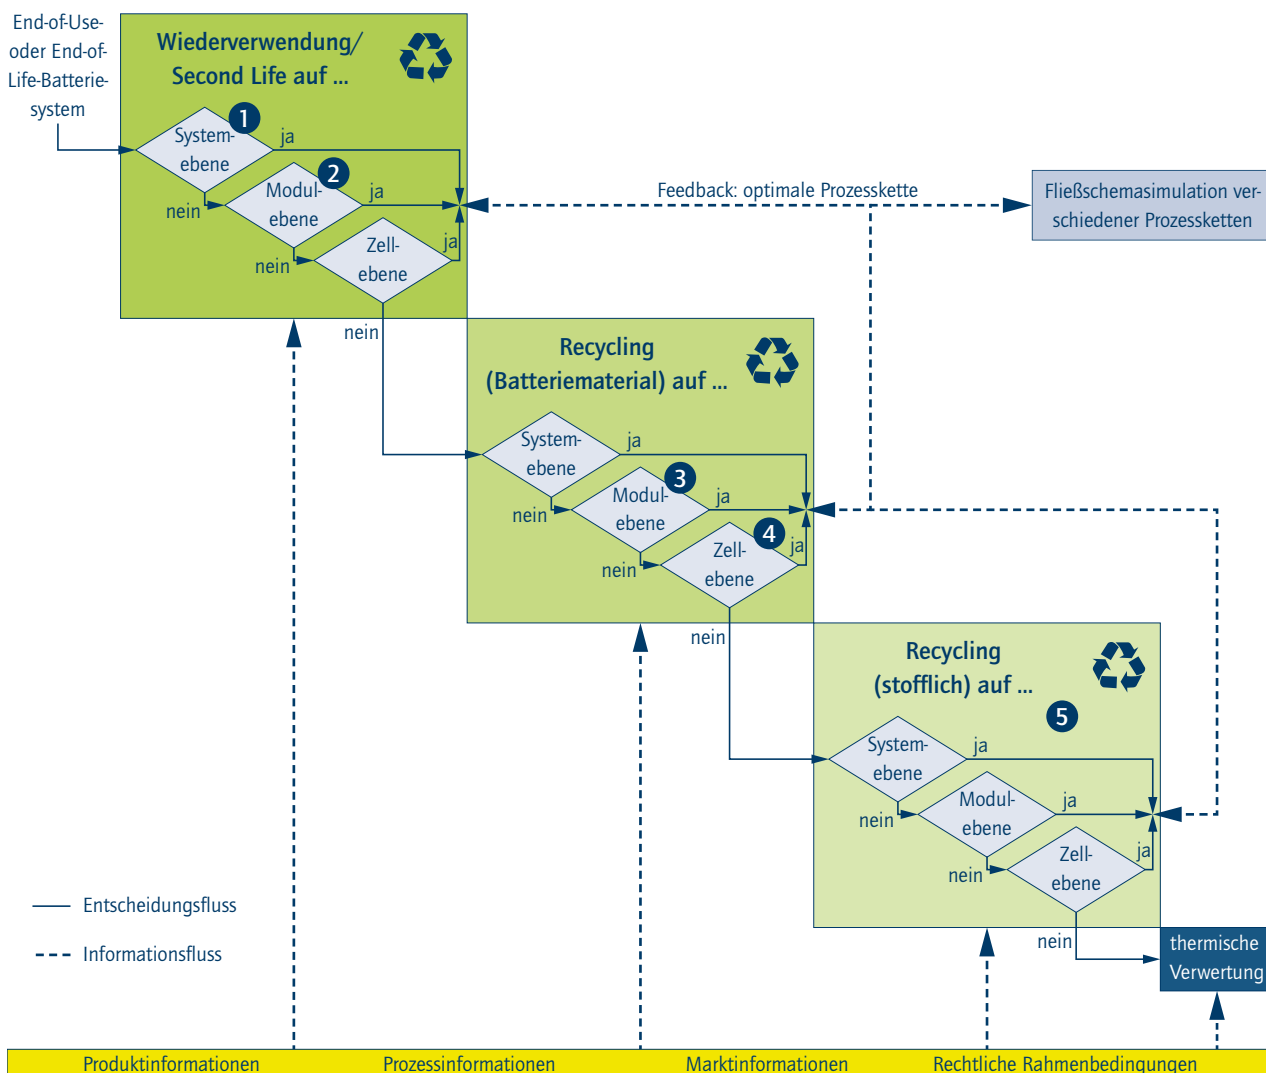 End-of-Use-
oder End-of-
Life-Batterie-
system
Wiederverwendung/
Second Life auf ...
1
System-
ebene
ja
nein
2
Modul-
ebene
ja
nein
Zell-
ebene
ja
nein
Feedback: optimale Prozesskette
Fließschemasimulation ver-
schiedener Prozessketten
Recycling
(Batteriematerial) auf ...
System-
ebene
ja
nein
3
Modul-
ebene
ja
nein
4
Zell-
ebene
ja
nein
Recycling
(stofflich) auf ...
5
System-
ebene
ja
nein
Modul-
ebene
ja
nein
Zell-
ebene
ja
nein
thermische
Verwertung
Entscheidungsfluss
Informationsfluss
Produktinformationen
Prozessinformationen
Marktinformationen
Rechtliche Rahmenbedingungen